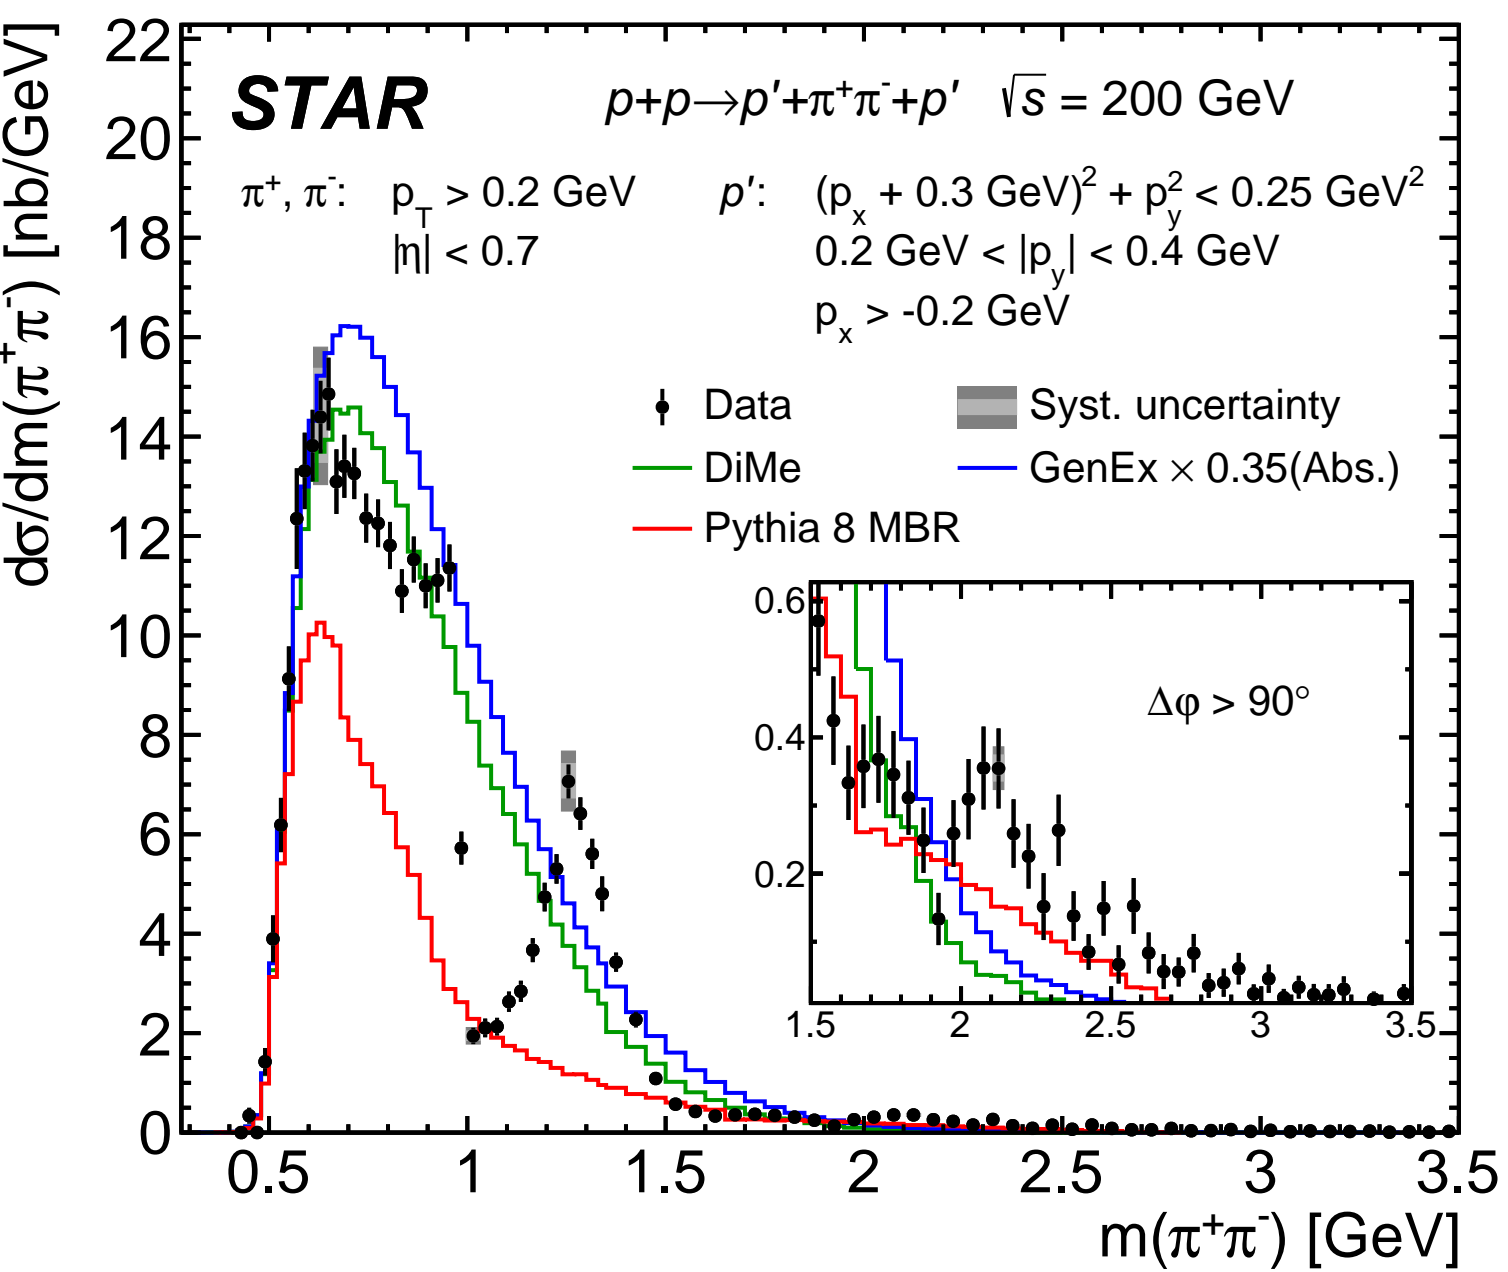 dσ/dm(π⁺π⁻) [nb/GeV]
22
20
18
16
14
12
10
8
6
4
2
0
STAR p+p→p′+π⁺π⁻+p′ √s = 200 GeV
π⁺, π⁻: p_T > 0.2 GeV p′: (p_x + 0.3 GeV)² + p_y² < 0.25 GeV²
|η| < 0.7 0.2 GeV < |p_y| < 0.4 GeV
p_x > -0.2 GeV
Data Syst. uncertainty
DiMe GenEx × 0.35(Abs.)
Pythia 8 MBR
0.6
0.4
0.2
Δφ > 90°
1.5 2 2.5 3 3.5
0.5 1 1.5 2 2.5 3 3.5
m(π⁺π⁻) [GeV]